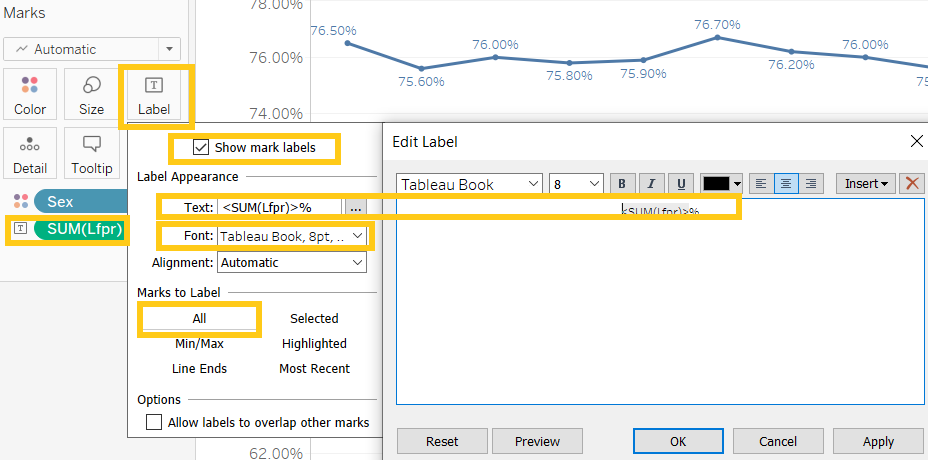 Marks
Automatic
Color Size Label
Detail Tooltip
Sex
SUM(Lfpr)
78.00%
76.00%
74.00%
62.00%
76.50%
75.60%
76.00%
75.80%
75.90%
76.70%
76.20%
76.00%
Show mark labels
Label Appearance
Text: <SUM(Lfpr)>% ...
Font: Tableau Book, 8pt, ..
Alignment: Automatic
Marks to Label
All Selected
Min/Max Highlighted
Line Ends Most Recent
Options
Allow labels to overlap other marks
Edit Label
Tableau Book 8 B I U Insert
<SUM(Lfpr)>%
Reset Preview OK Cancel Apply